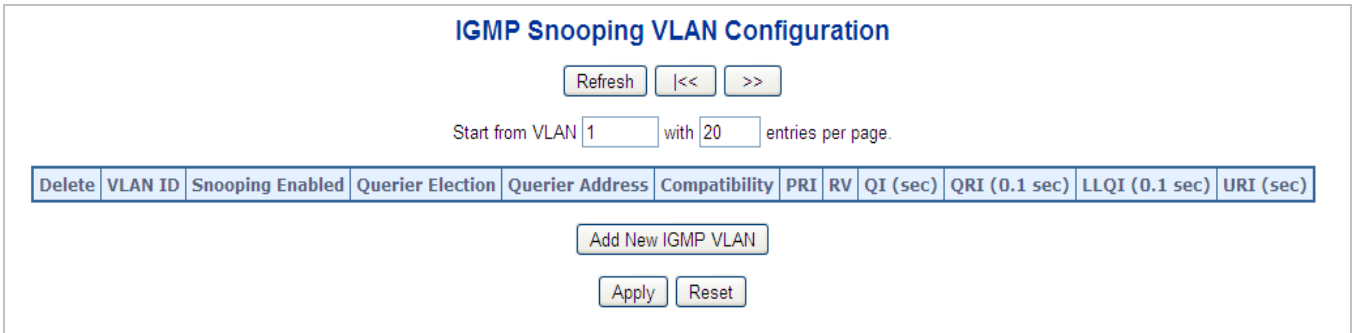 IGMP Snooping VLAN Configuration
Refresh |<< >>
Start from VLAN 1 with 20 entries per page.
Delete VLAN ID Snooping Enabled Querier Election Querier Address Compatibility PRI RV QI (sec) QRI (0.1 sec) LLQI (0.1 sec) URI (sec)
Add New IGMP VLAN
Apply Reset